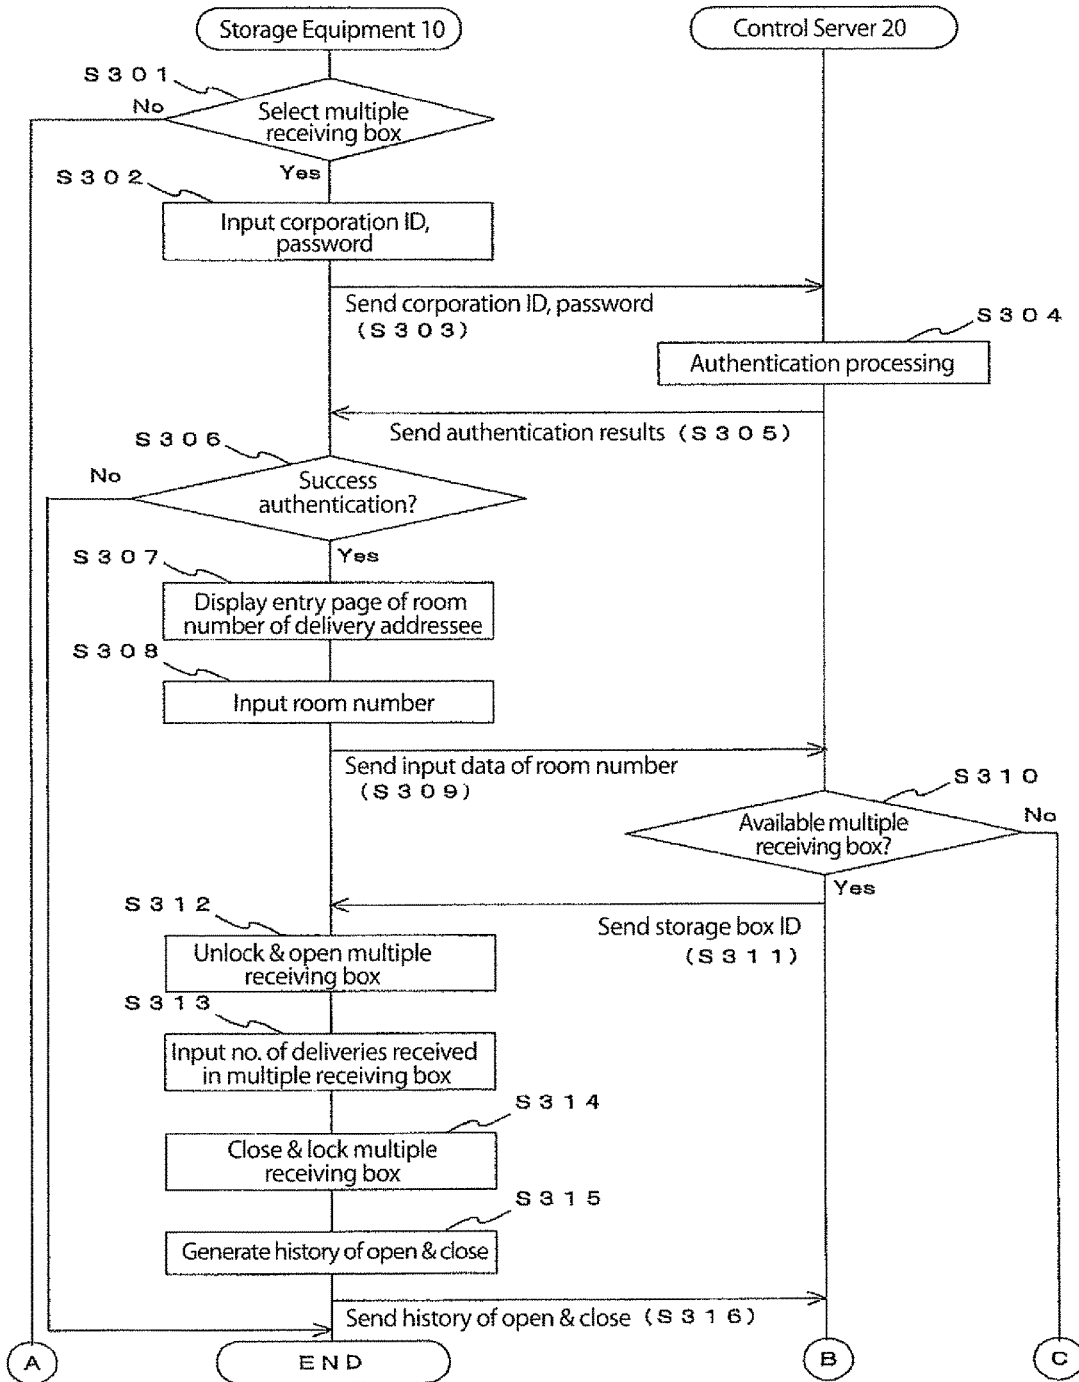 Storage Equipment 10
Control Server 20
S301
No
Select multiple
receiving box
Yes
S302
Input corporation ID,
password
Send corporation ID, password
(S303)
S304
Authentication processing
Send authentication results (S305)
S306
No
Success
authentication?
Yes
S307
Display entry page of room
number of delivery addressee
S308
Input room number
Send input data of room number
(S309)
S310
No
Available multiple
receiving box?
Yes
Send storage box ID
(S311)
S312
Unlock & open multiple
receiving box
S313
Input no. of deliveries received
in multiple receiving box
S314
Close & lock multiple
receiving box
S315
Generate history of open & close
Send history of open & close (S316)
A
END
B
C